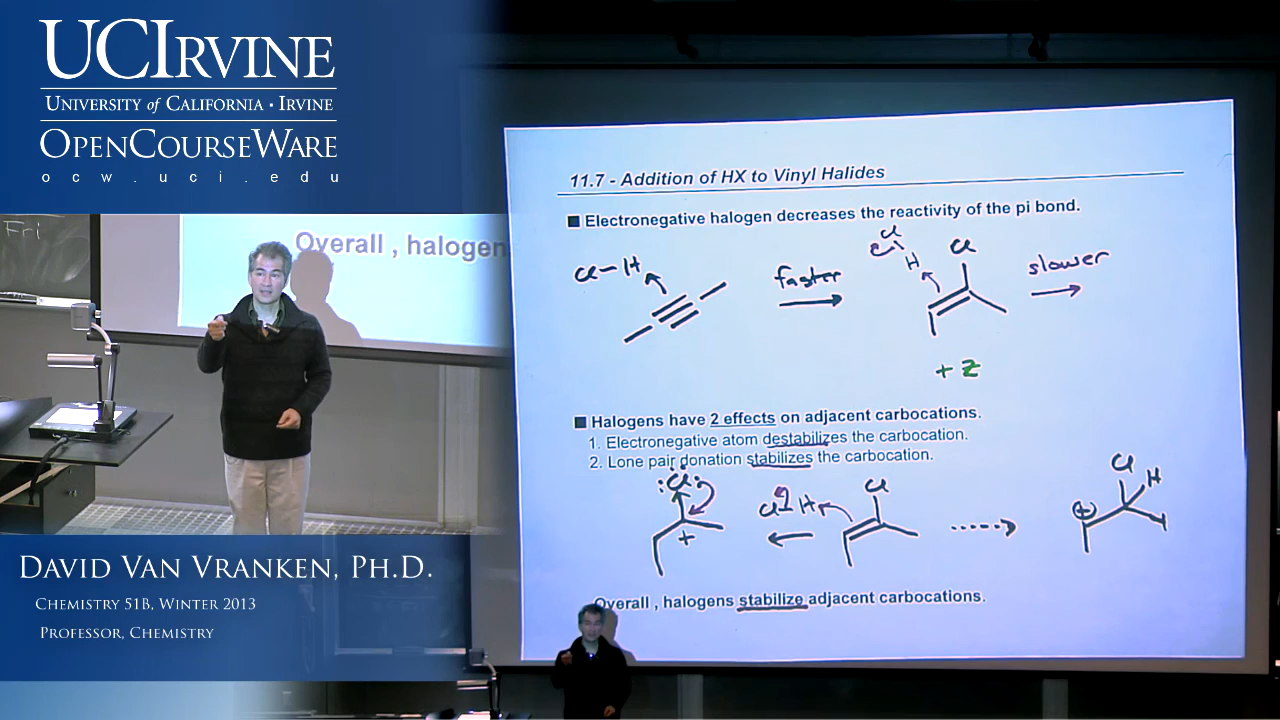 UCIRVINE
UNIVERSITY of CALIFORNIA · IRVINE
OPENCOURSEWARE
ocw.uci.edu
Fri
Overall , halogen
DAVID VAN VRANKEN, PH.D.
CHEMISTRY 51B, WINTER 2013
PROFESSOR, CHEMISTRY
11.7 - Addition of HX to Vinyl Halides
■ Electronegative halogen decreases the reactivity of the pi bond.
Cl-H
faster
Cl
H
Cl
slower
+ Z
■ Halogens have 2 effects on adjacent carbocations.
1. Electronegative atom destabilizes the carbocation.
2. Lone pair donation stabilizes the carbocation.
:Cl:
+
Cl
H
Cl
+
Cl
H
Overall , halogens stabilize adjacent carbocations.